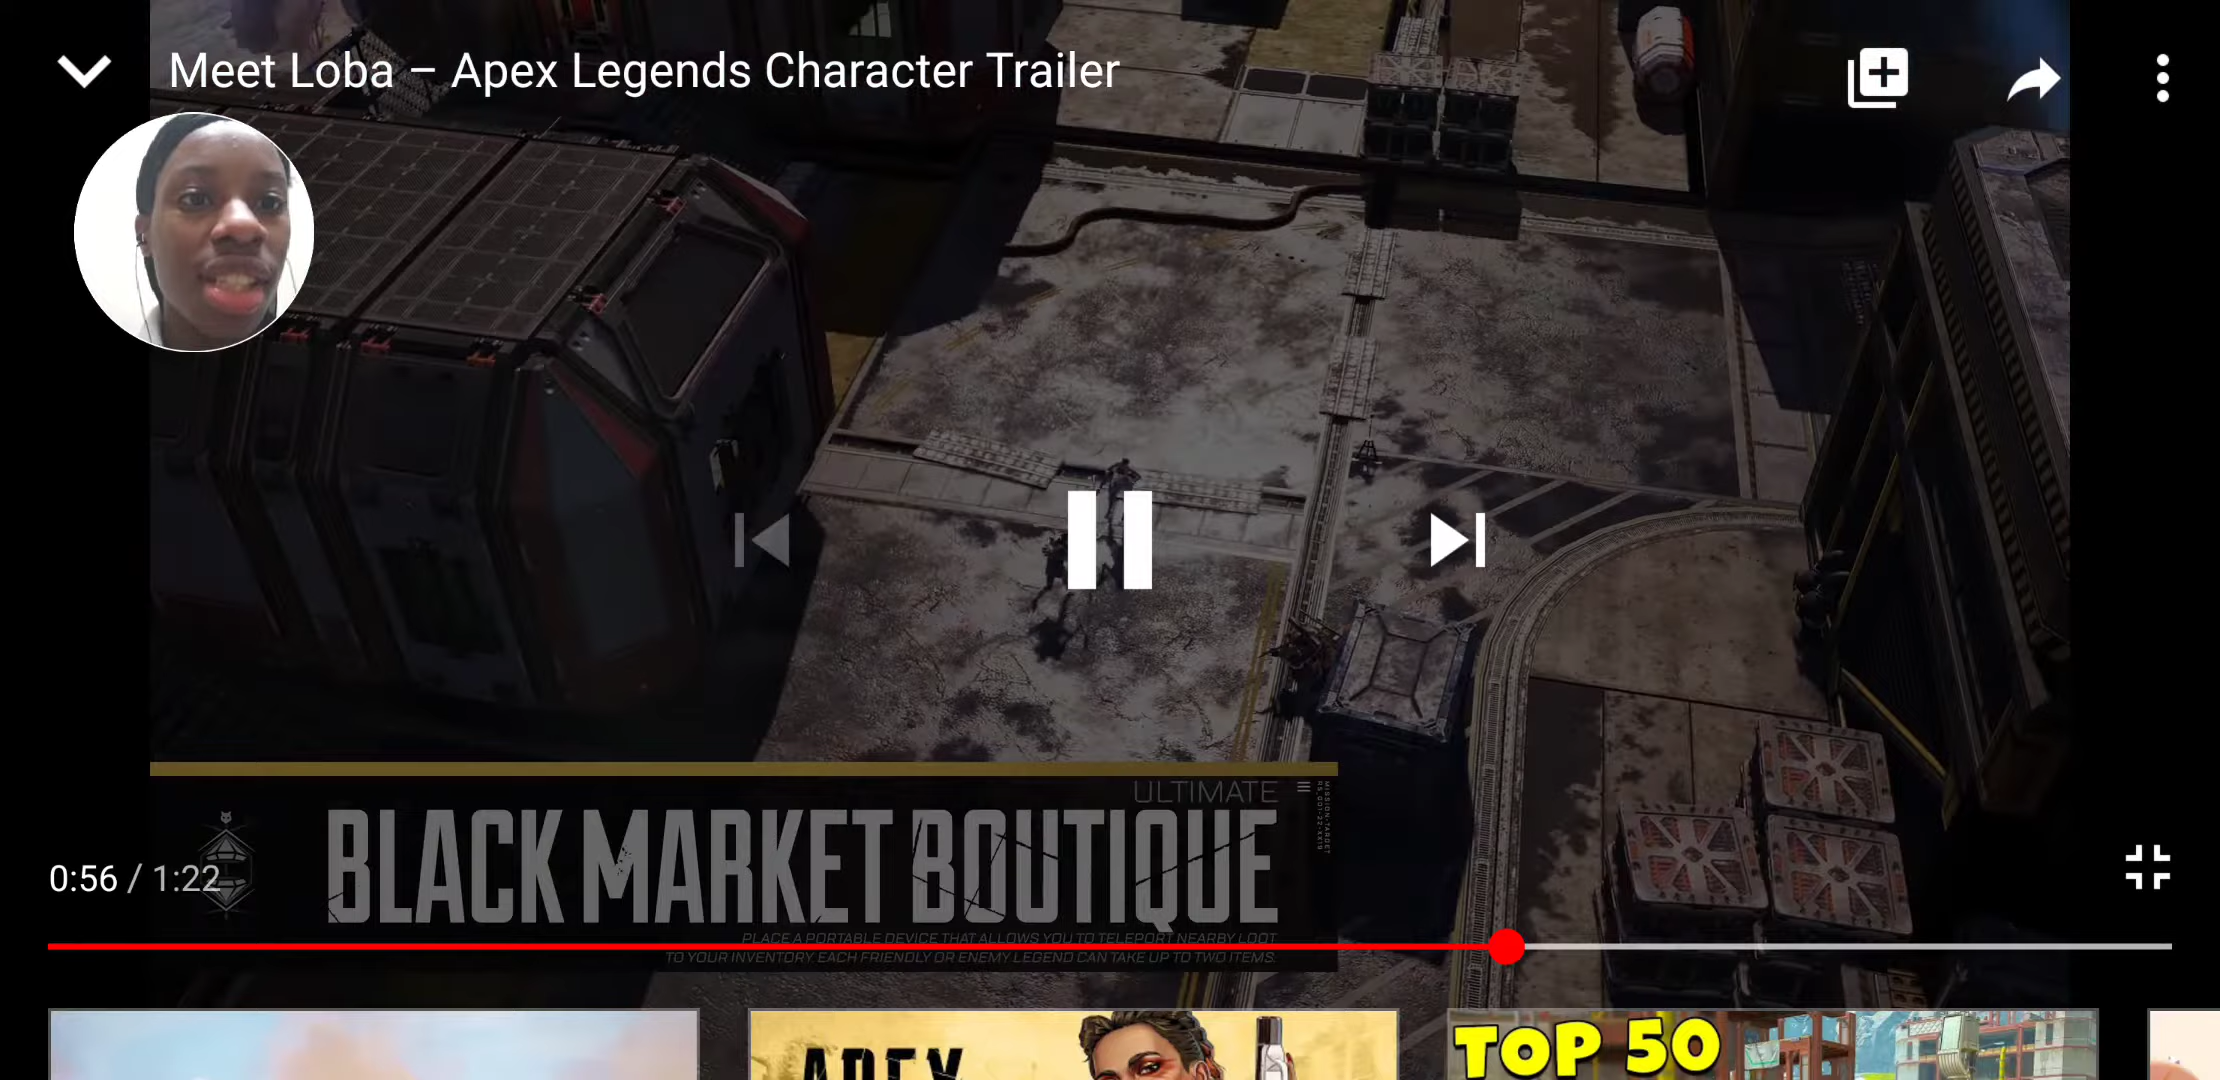 Meet Loba – Apex Legends Character Trailer
ULTIMATE
BLACK MARKET BOUTIQUE
PLACE A PORTABLE DEVICE THAT ALLOWS YOU TO TELEPORT NEARBY LOOT
TO YOUR INVENTORY. EACH FRIENDLY OR ENEMY LEGEND CAN TAKE UP TO TWO ITEMS.
0:56 / 1:22
APEX
TOP 50